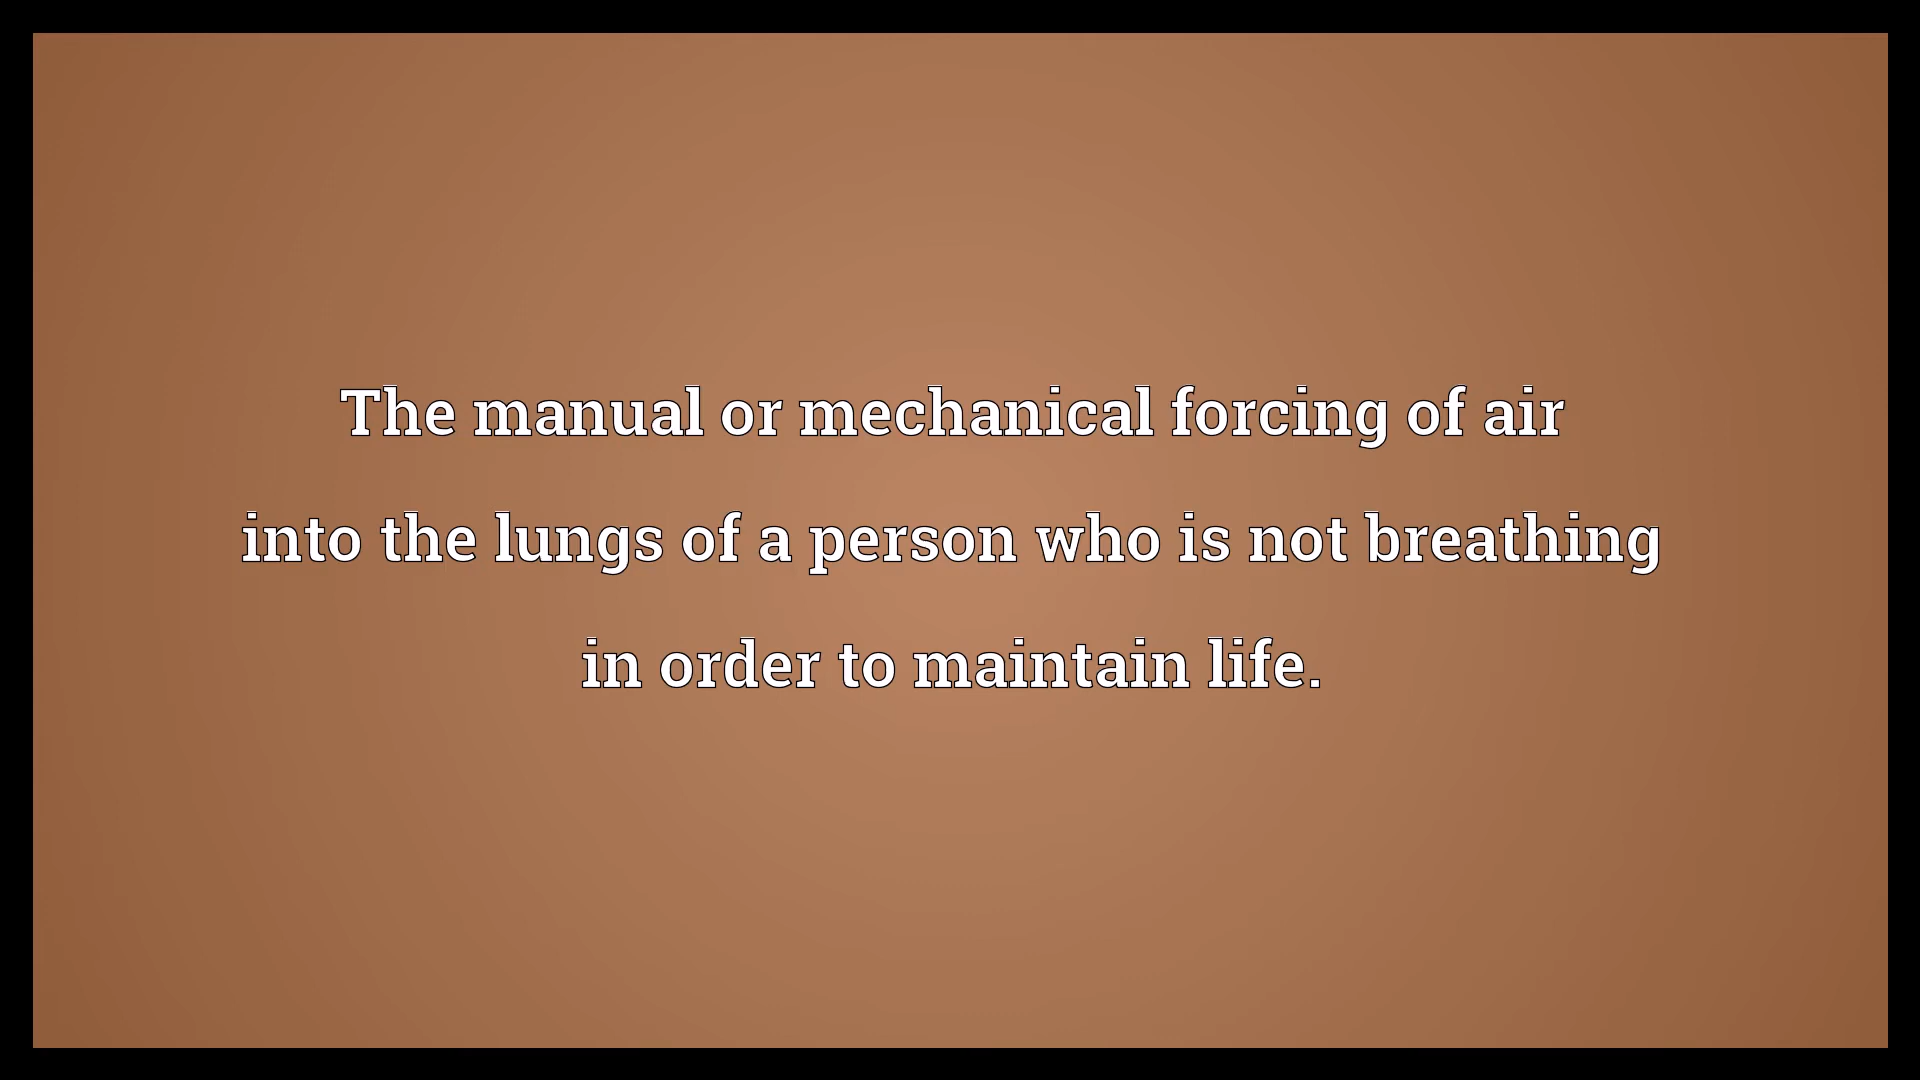 The manual or mechanical forcing of air
into the lungs of a person who is not breathing
in order to maintain life.